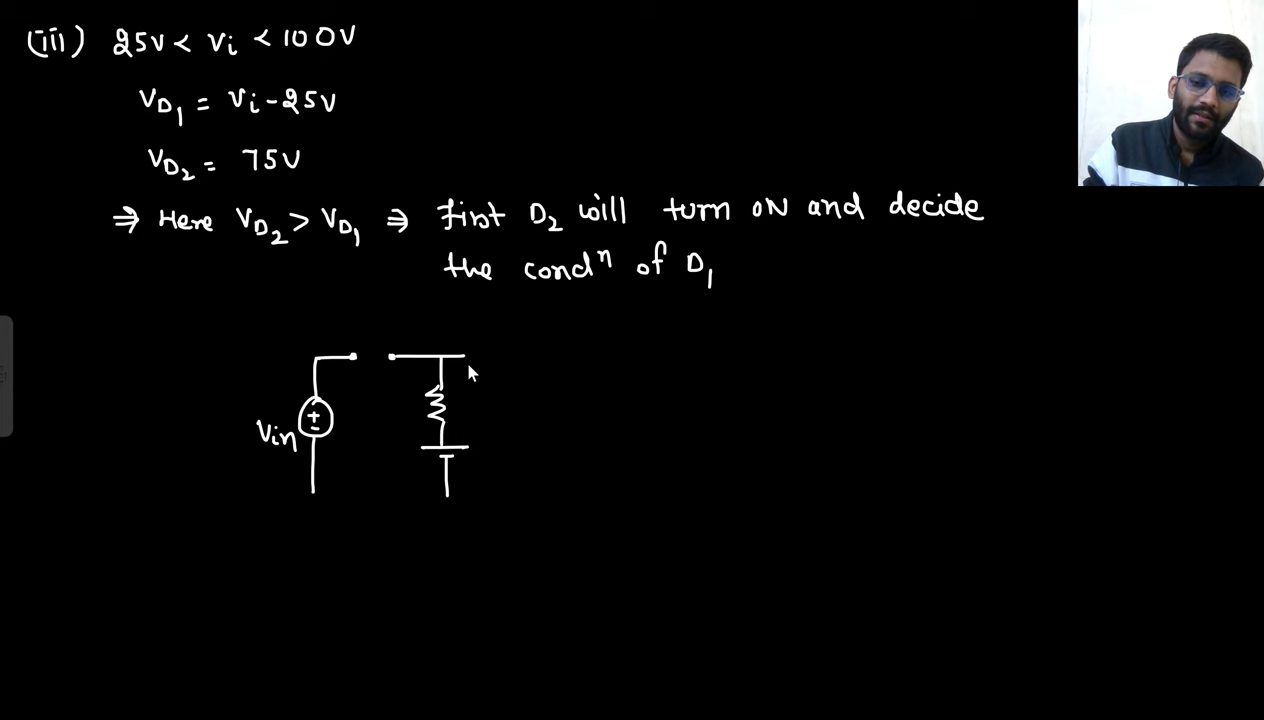 (iii) 25V < Vi < 100V
VD1 = Vi - 25V
VD2 = 75V
⇒ Here VD2 > VD1 ⇒ first D2 will turn ON and decide
the condⁿ of D1
+
-
Vin